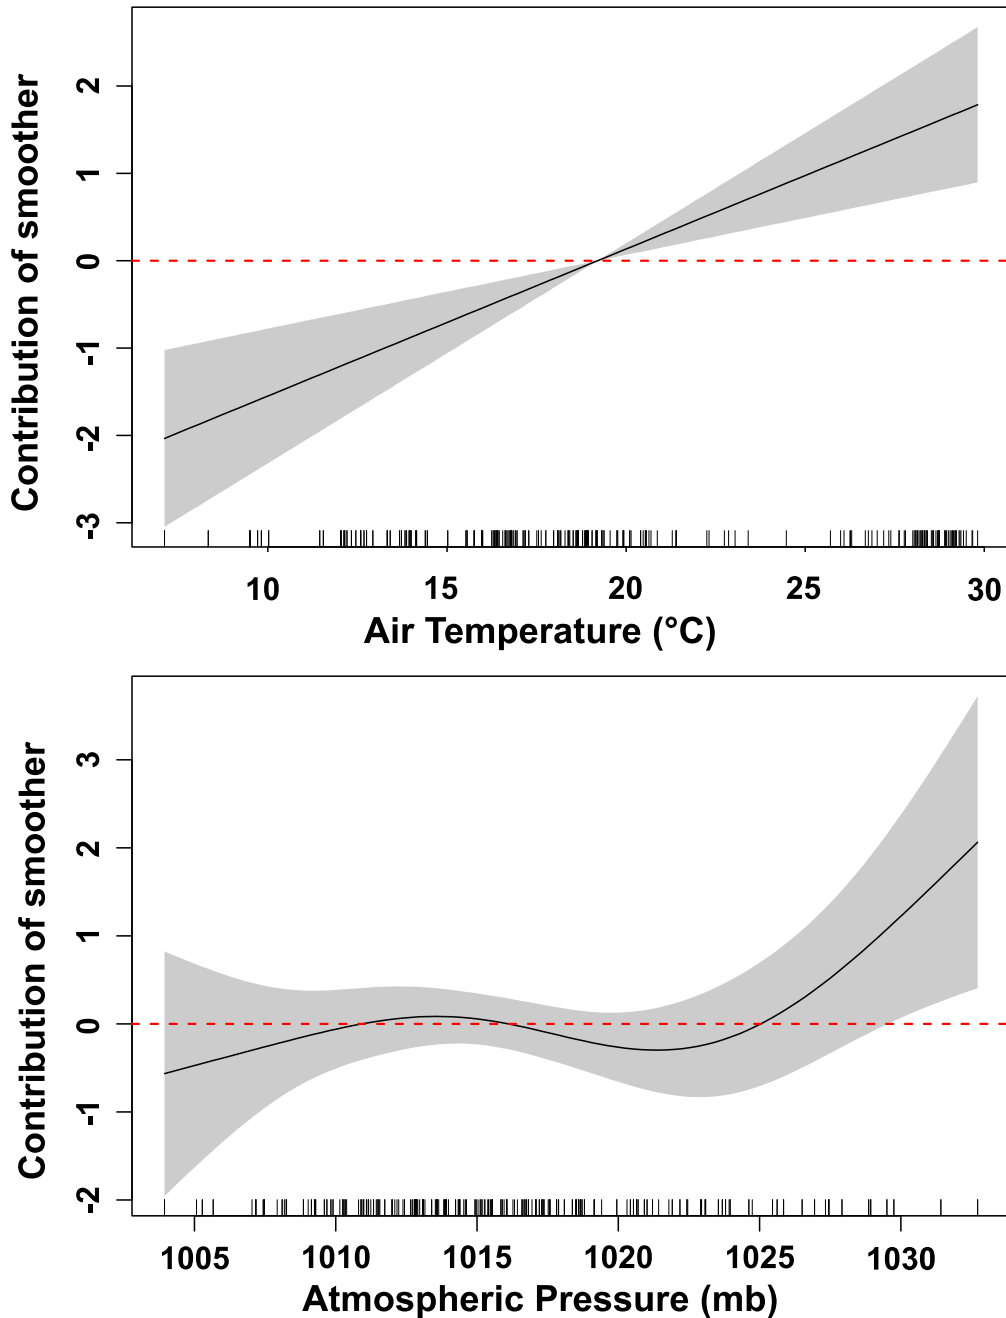 Contribution of smoother
2
1
0
-1
-2
-3
10 15 20 25 30
Air Temperature (°C)
Contribution of smoother
3
2
1
0
-1
-2
1005 1010 1015 1020 1025 1030
Atmospheric Pressure (mb)